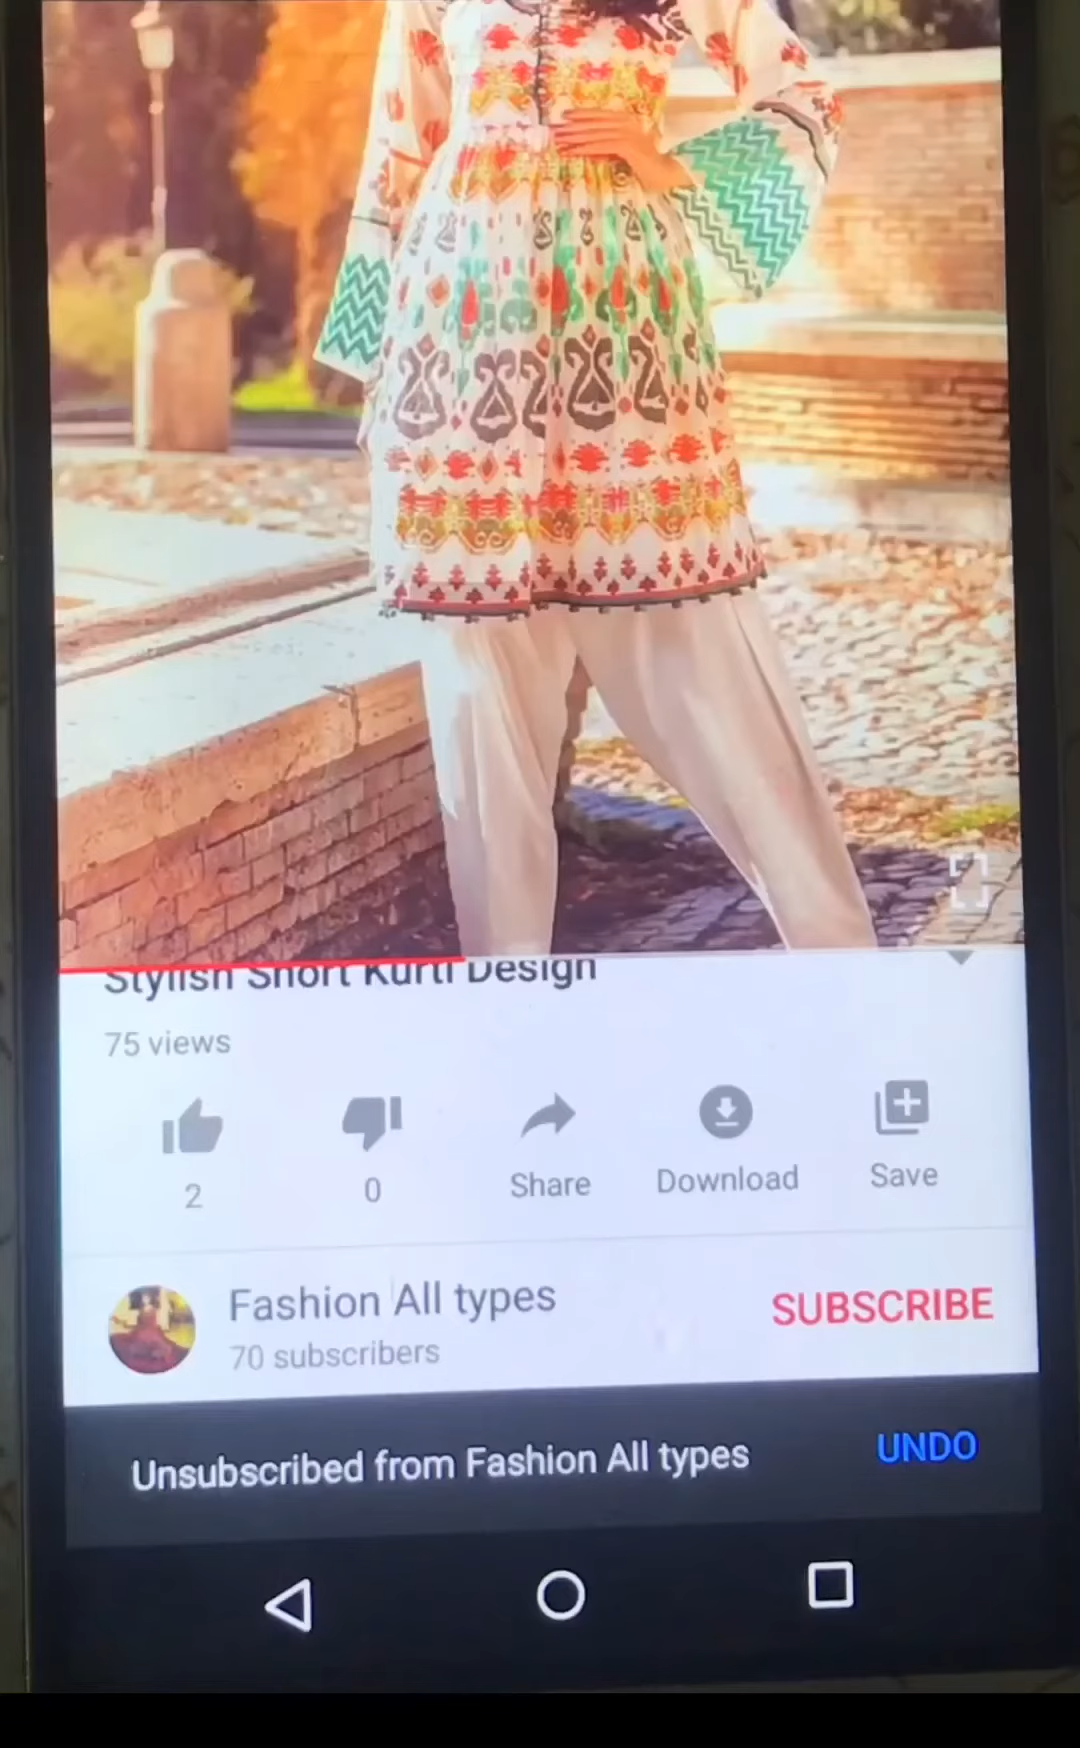 Stylish Short Kurti Design
75 views
2
0
Share
Download
Save
Fashion All types
70 subscribers
SUBSCRIBE
Unsubscribed from Fashion All types
UNDO